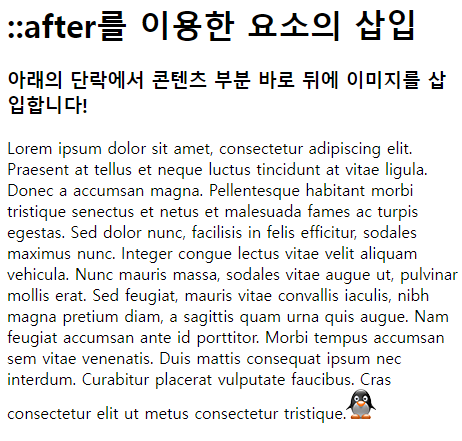 ::after를 이용한 요소의 삽입
아래의 단락에서 콘텐츠 부분 바로 뒤에 이미지를 삽
입합니다!
Lorem ipsum dolor sit amet, consectetur adipiscing elit.
Praesent at tellus et neque luctus tincidunt at vitae ligula.
Donec a accumsan magna. Pellentesque habitant morbi
tristique senectus et netus et malesuada fames ac turpis
egestas. Sed dolor nunc, facilisis in felis efficitur, sodales
maximus nunc. Integer congue lectus vitae velit aliquam
vehicula. Nunc mauris massa, sodales vitae augue ut, pulvinar
mollis erat. Sed feugiat, mauris vitae convallis iaculis, nibh
magna pretium diam, a sagittis quam urna quis augue. Nam
feugiat accumsan ante id porttitor. Morbi tempus accumsan
sem vitae venenatis. Duis mattis consequat ipsum nec
interdum. Curabitur placerat vulputate faucibus. Cras
consectetur elit ut metus consectetur tristique.